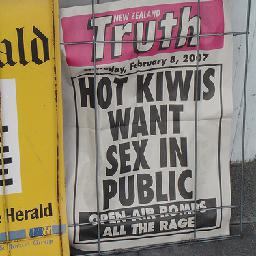 ald
Herald
NEW ZEALAND
Truth
day, February 8, 2007
HOT KIWIS
WANT
SEX IN
PUBLIC
OPEN-AIR ROMPS
ALL THE RAGE